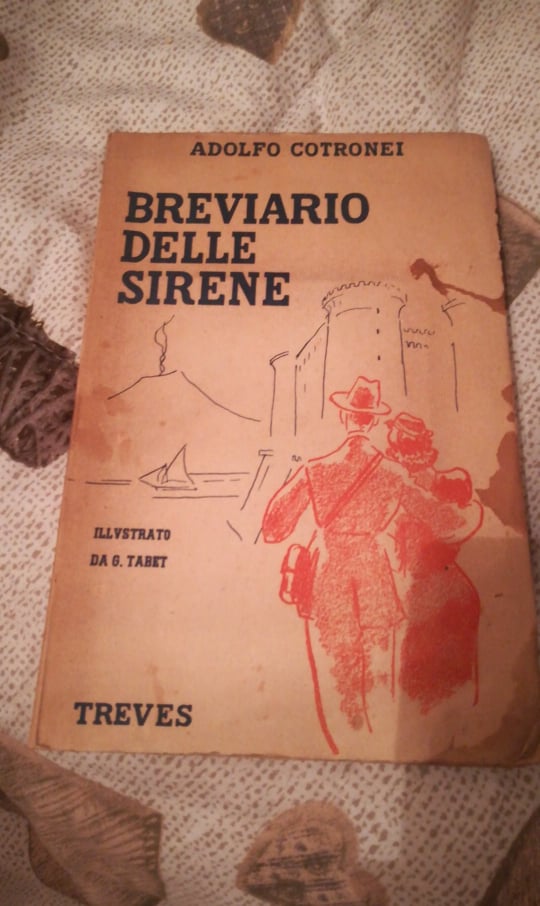 ADOLFO COTRONEI
BREVIARIO
DELLE
SIRENE
ILLVSTRATO
DA G. TABET
TREVES